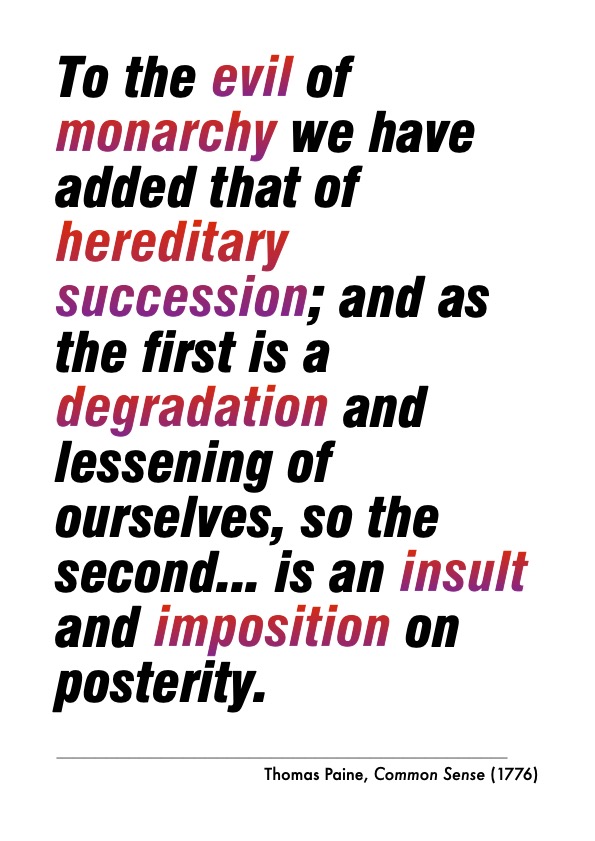 To the evil of
monarchy we have
added that of
hereditary
succession; and as
the first is a
degradation and
lessening of
ourselves, so the
second... is an insult
and imposition on
posterity.
Thomas Paine, Common Sense (1776)